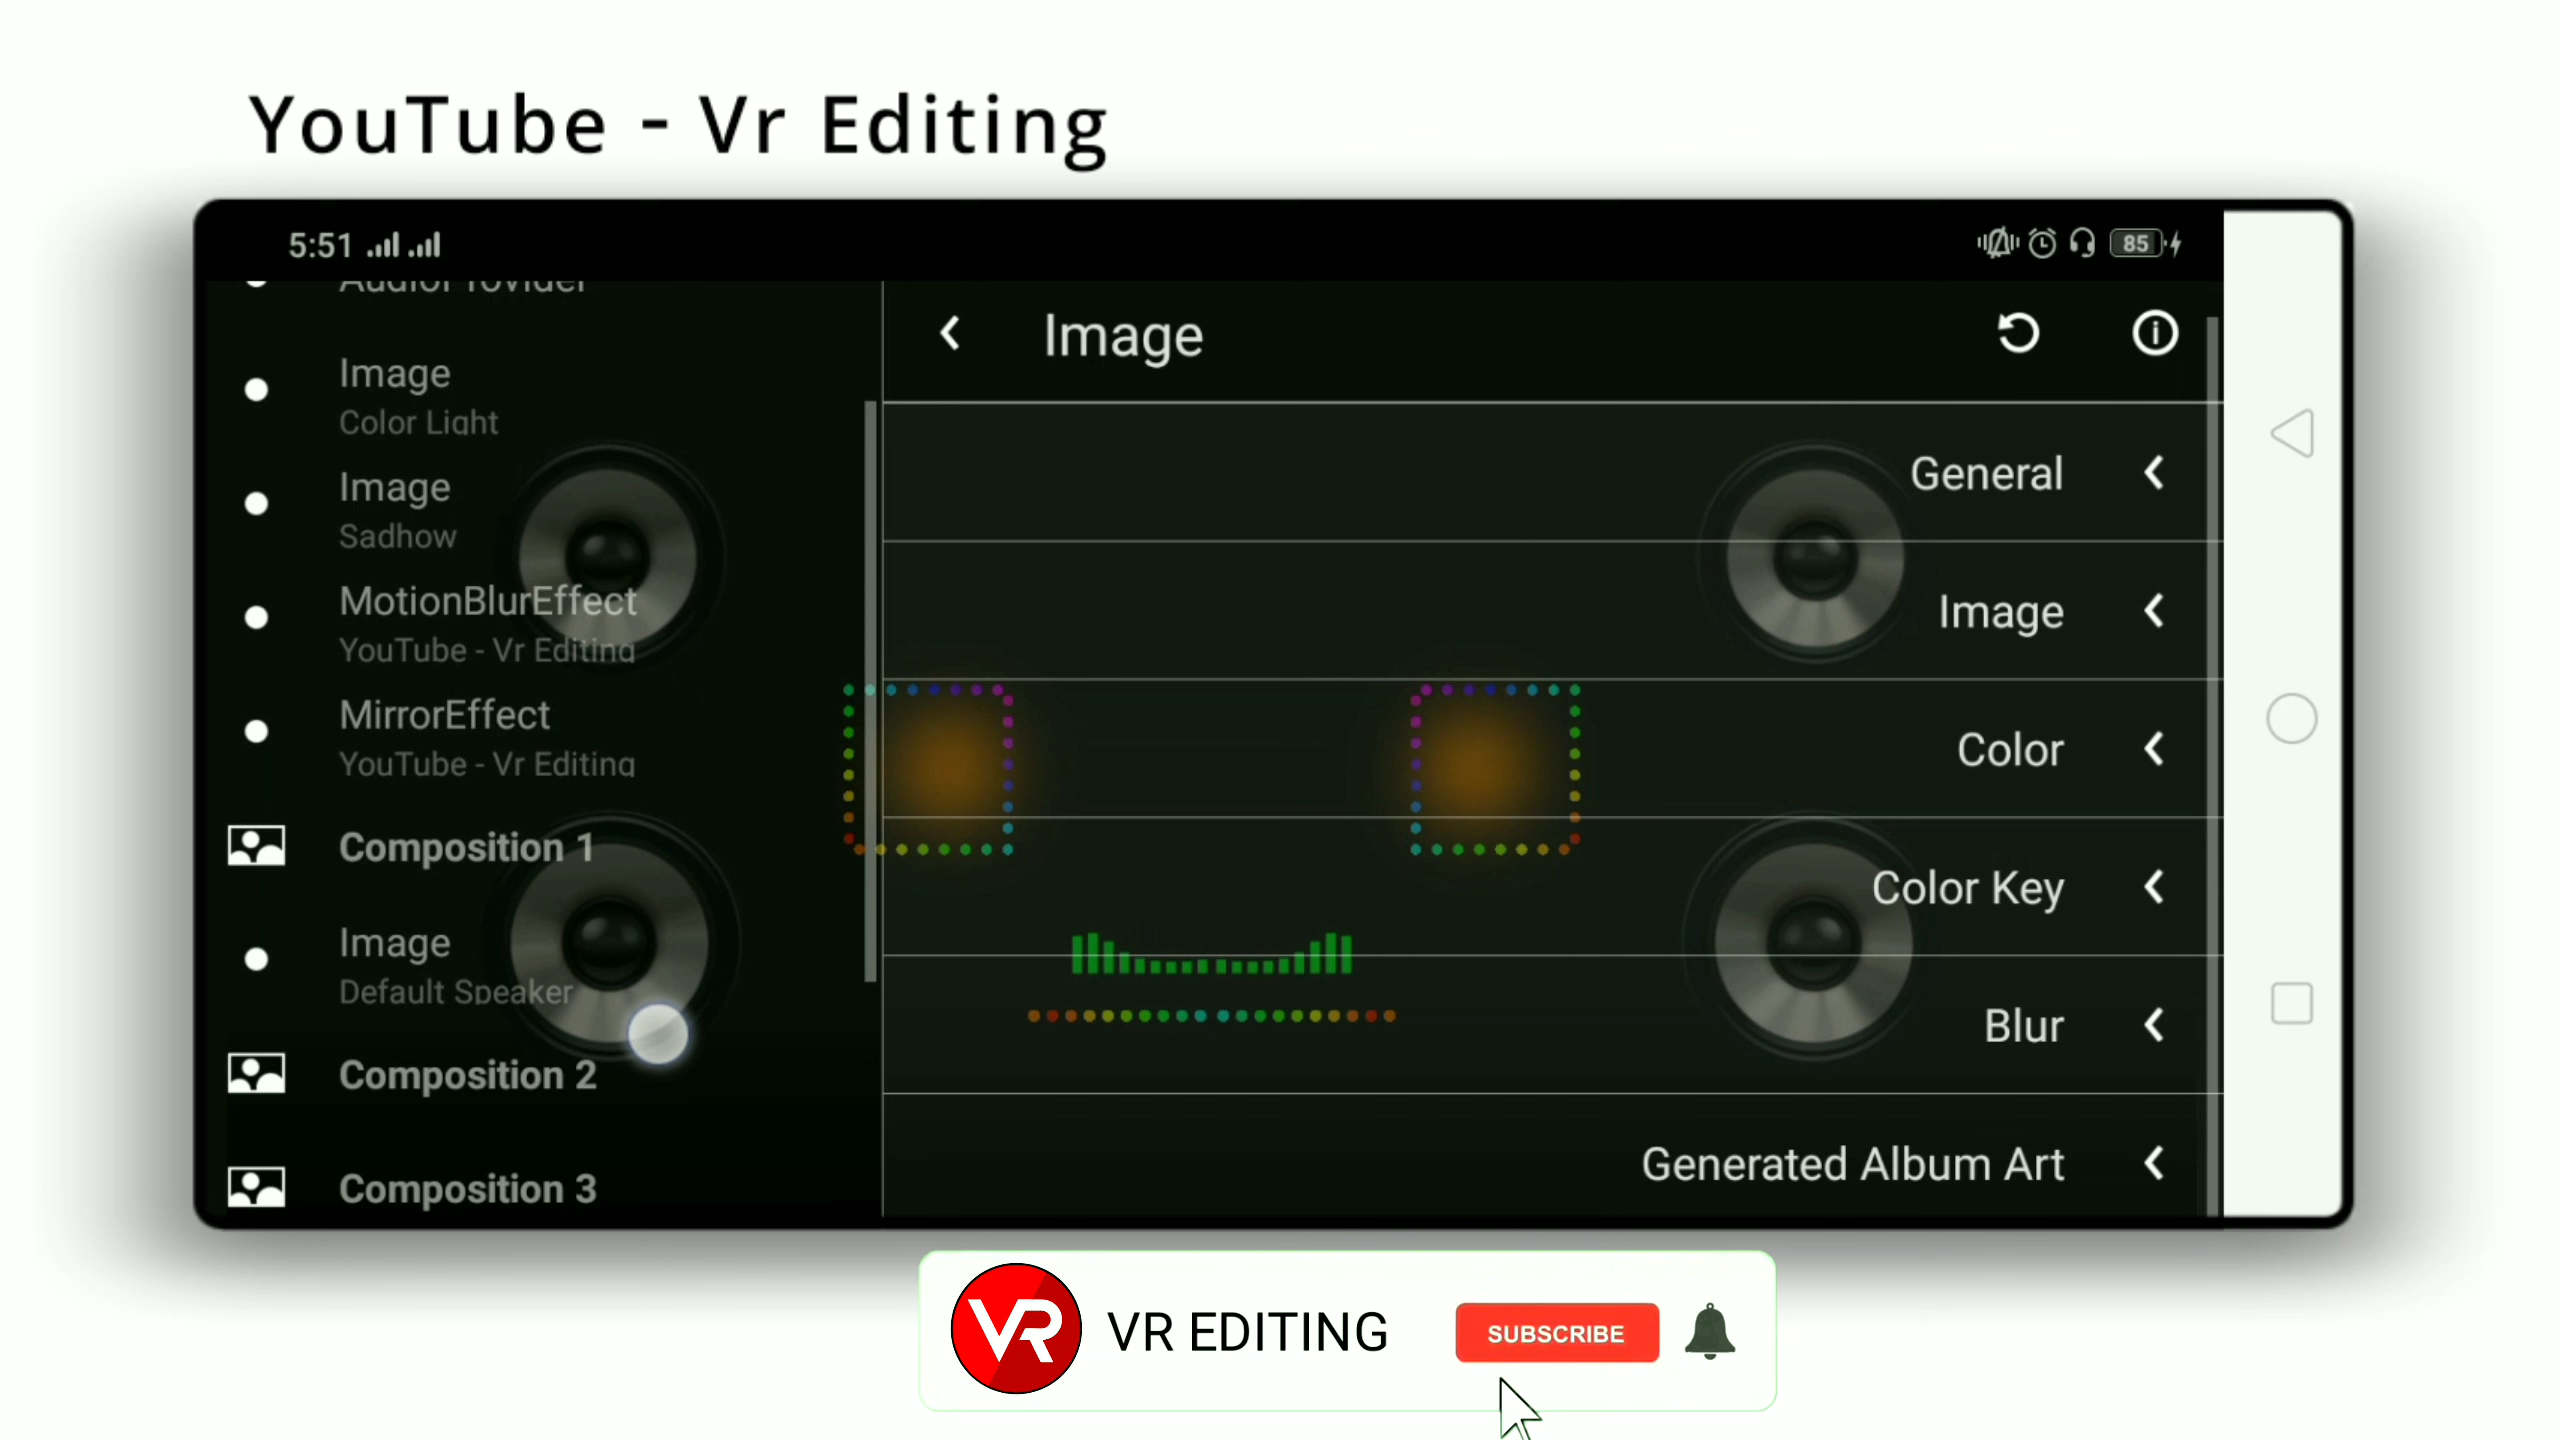 YouTube - Vr Editing
5:51
85
AudioProvider
Image
Color Light
Image
Sadhow
MotionBlurEffect
YouTube - Vr Editing
MirrorEffect
YouTube - Vr Editing
Composition 1
Image
Default Speaker
Composition 2
Composition 3
Image
General
Image
Color
Color Key
Blur
Generated Album Art
VR
VR EDITING
SUBSCRIBE